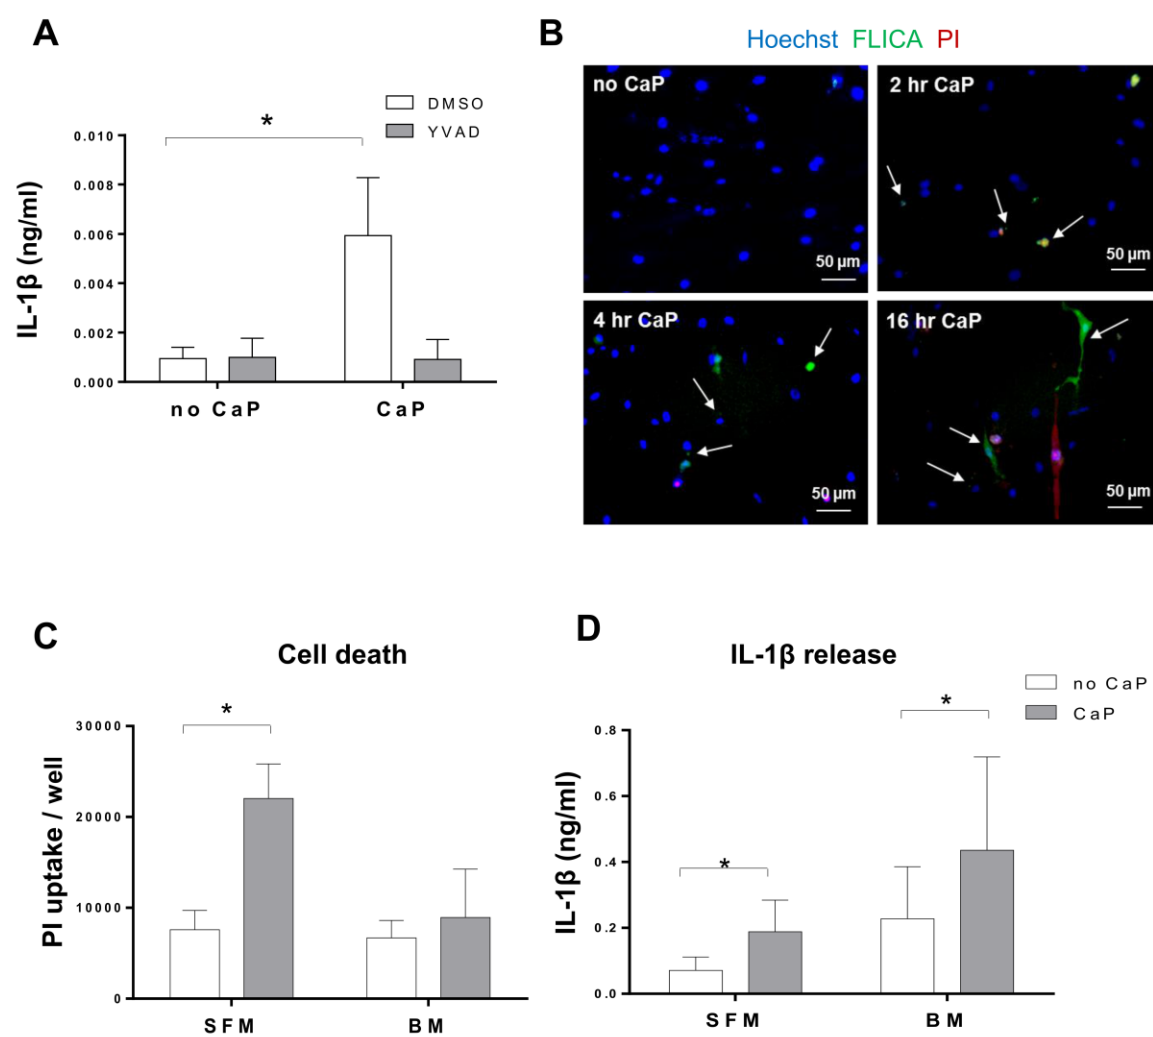 A
DMSO
YVAD
*
0.010
0.008
0.006
0.004
0.002
0.000
IL-1β (ng/ml)
no CaP
CaP
B
Hoechst FLICA PI
no CaP
50 µm
2 hr CaP
50 µm
4 hr CaP
50 µm
16 hr CaP
50 µm
C
Cell death
*
30000
20000
10000
0
PI uptake / well
SFM
BM
D
IL-1β release
no CaP
CaP
*
*
0.8
0.6
0.4
0.2
0.0
IL-1β (ng/ml)
SFM
BM